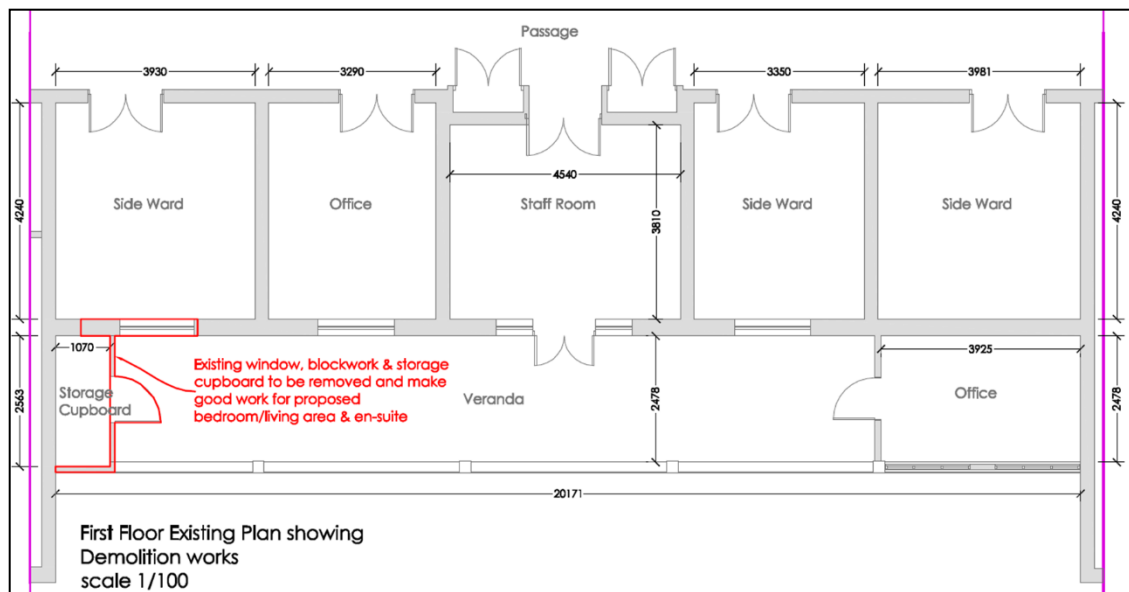 Passage
3930
3290
3350
3981
4240
Side Ward
Office
4540
Staff Room
3810
Side Ward
Side Ward
4240
1070
2563
Storage
Cupboard
Existing window, blockwork & storage
cupboard to be removed and make
good work for proposed
bedroom/living area & en-suite
Veranda
2478
3925
Office
2478
20171
First Floor Existing Plan showing
Demolition works
scale 1/100